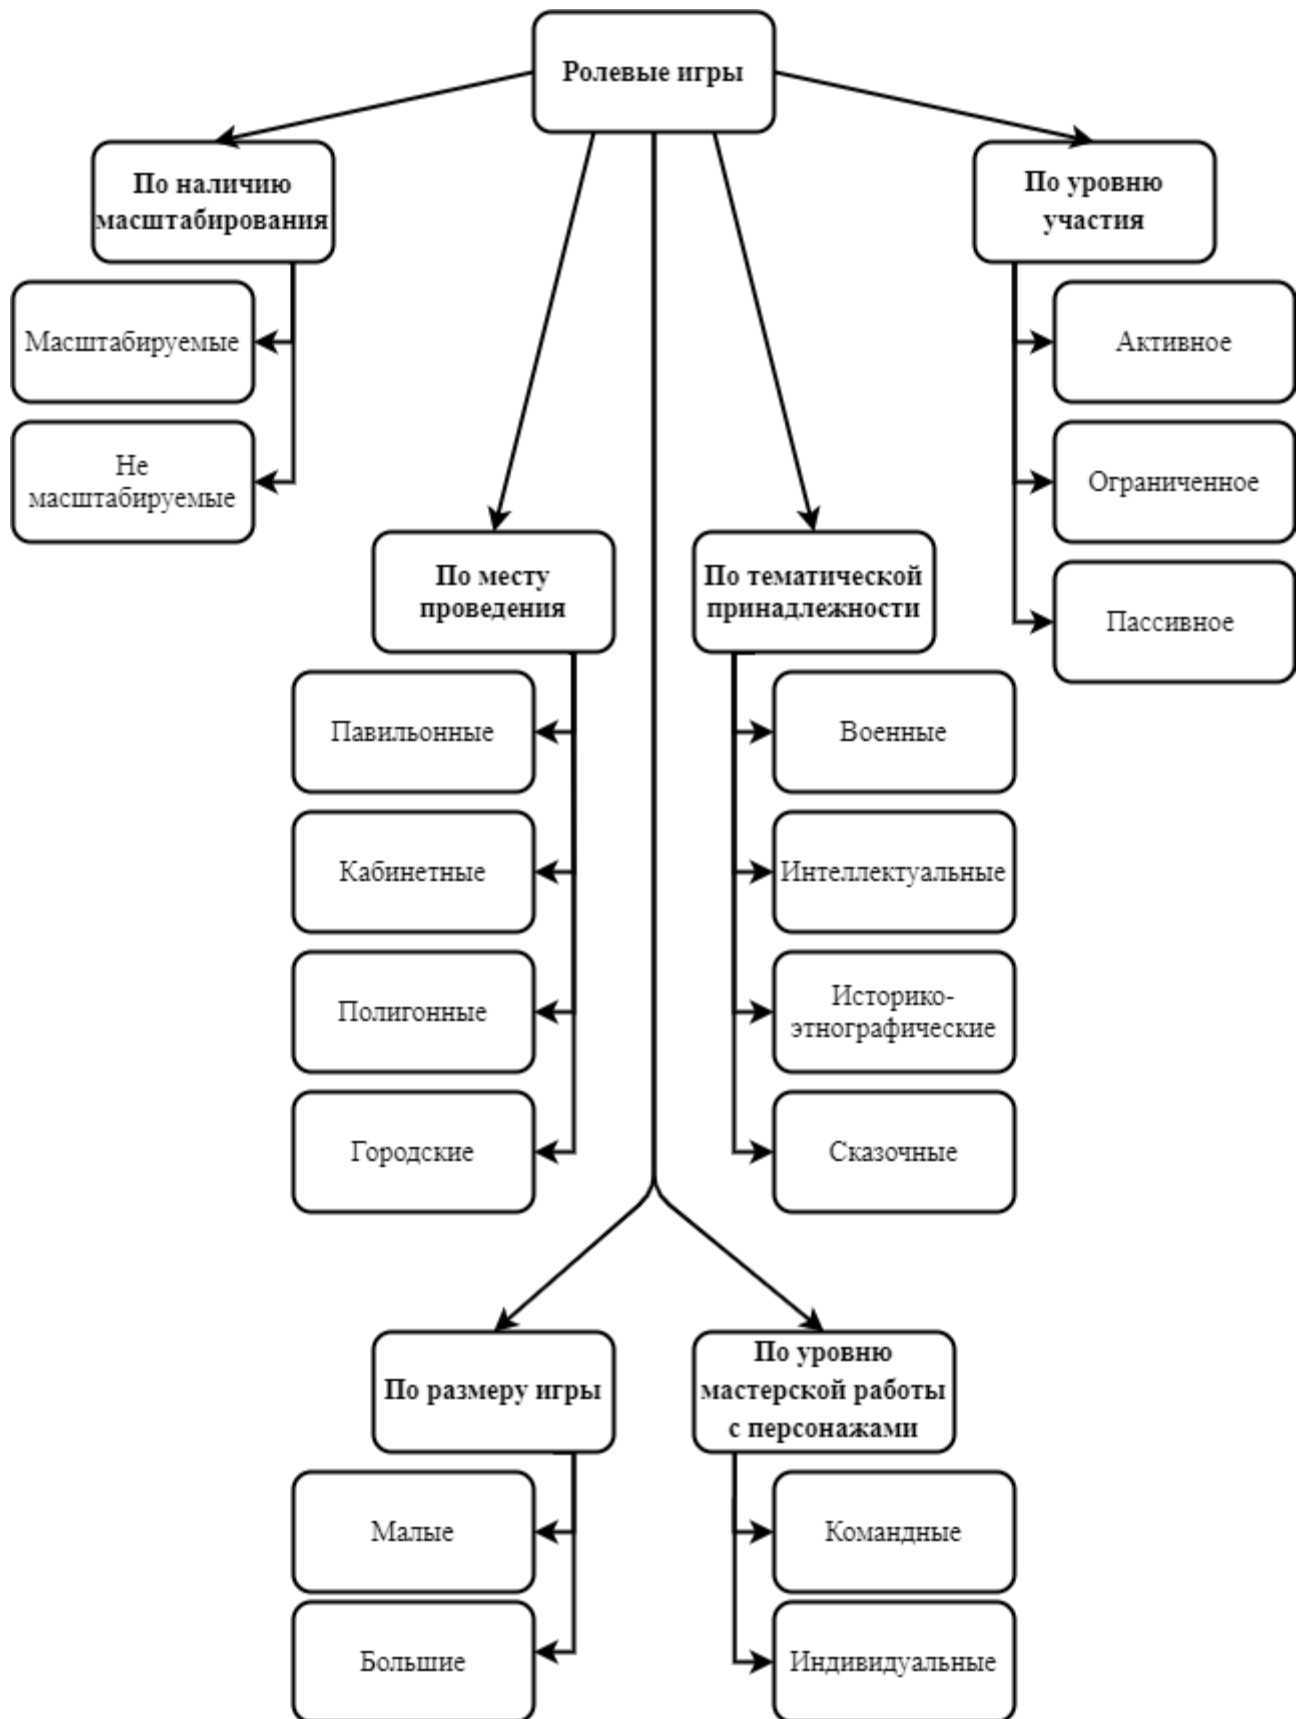 Ролевые игры
По наличию
масштабирования
Масштабируемые
Не
масштабируемые
По уровню
участия
Активное
Ограниченное
Пассивное
По месту
проведения
Павильонные
Кабинетные
Полигонные
Городские
По тематической
принадлежности
Военные
Интеллектуальные
Историко-
этнографические
Сказочные
По размеру игры
Малые
Большие
По уровню
мастерской работы
с персонажами
Командные
Индивидуальные